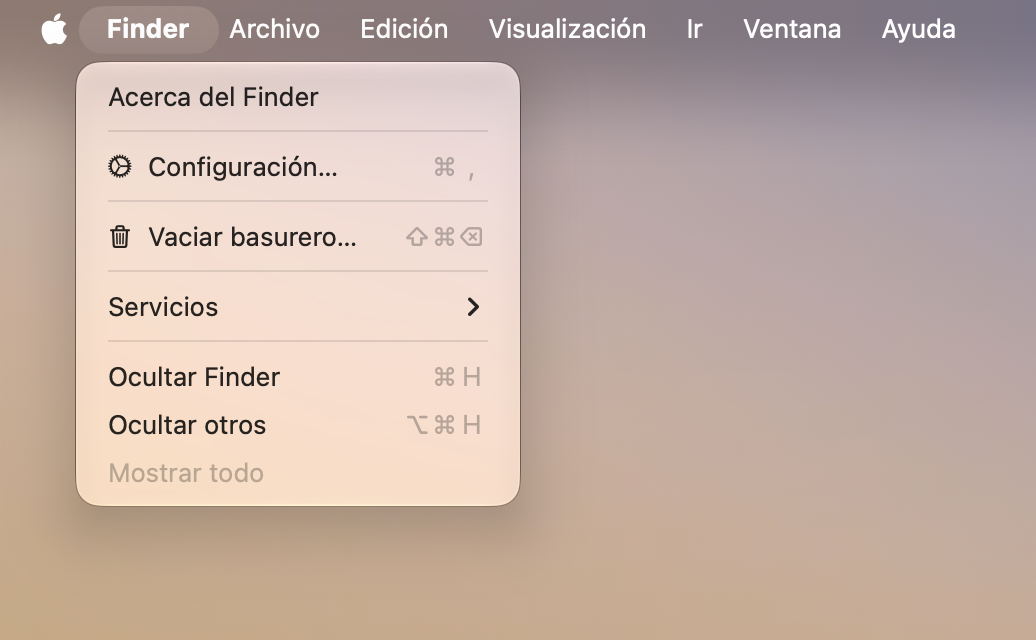 Finder Archivo Edición Visualización Ir Ventana Ayuda
Acerca del Finder
Configuración... ⌘ ,
Vaciar basurero... ⇧⌘⌫
Servicios
Ocultar Finder ⌘ H
Ocultar otros ⌥⌘ H
Mostrar todo